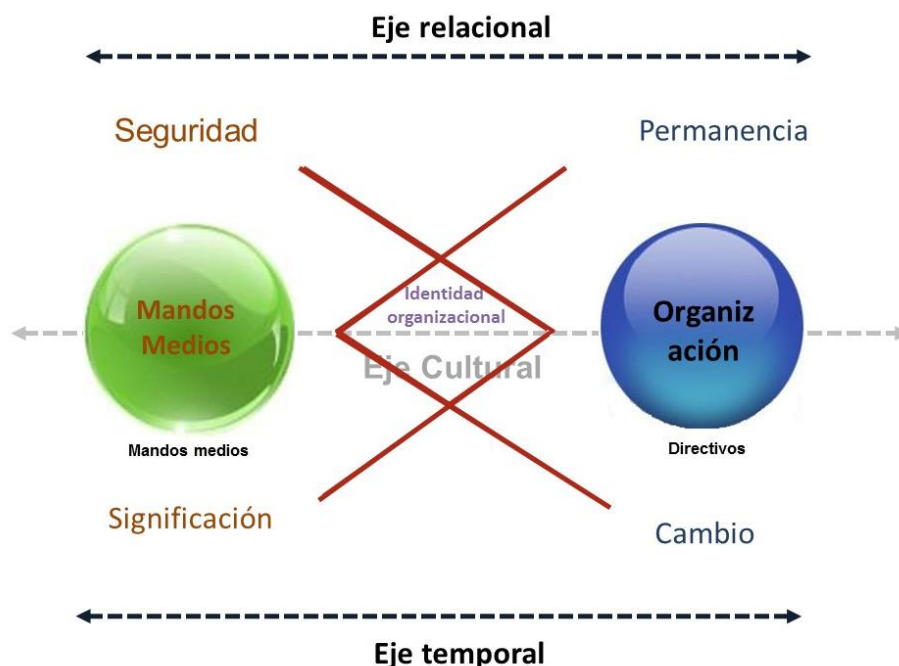 Eje relacional
Seguridad
Permanencia
Mandos
Medios
Identidad
organizacional
Eje Cultural
Organiz
ación
Mandos medios
Directivos
Significación
Cambio
Eje temporal